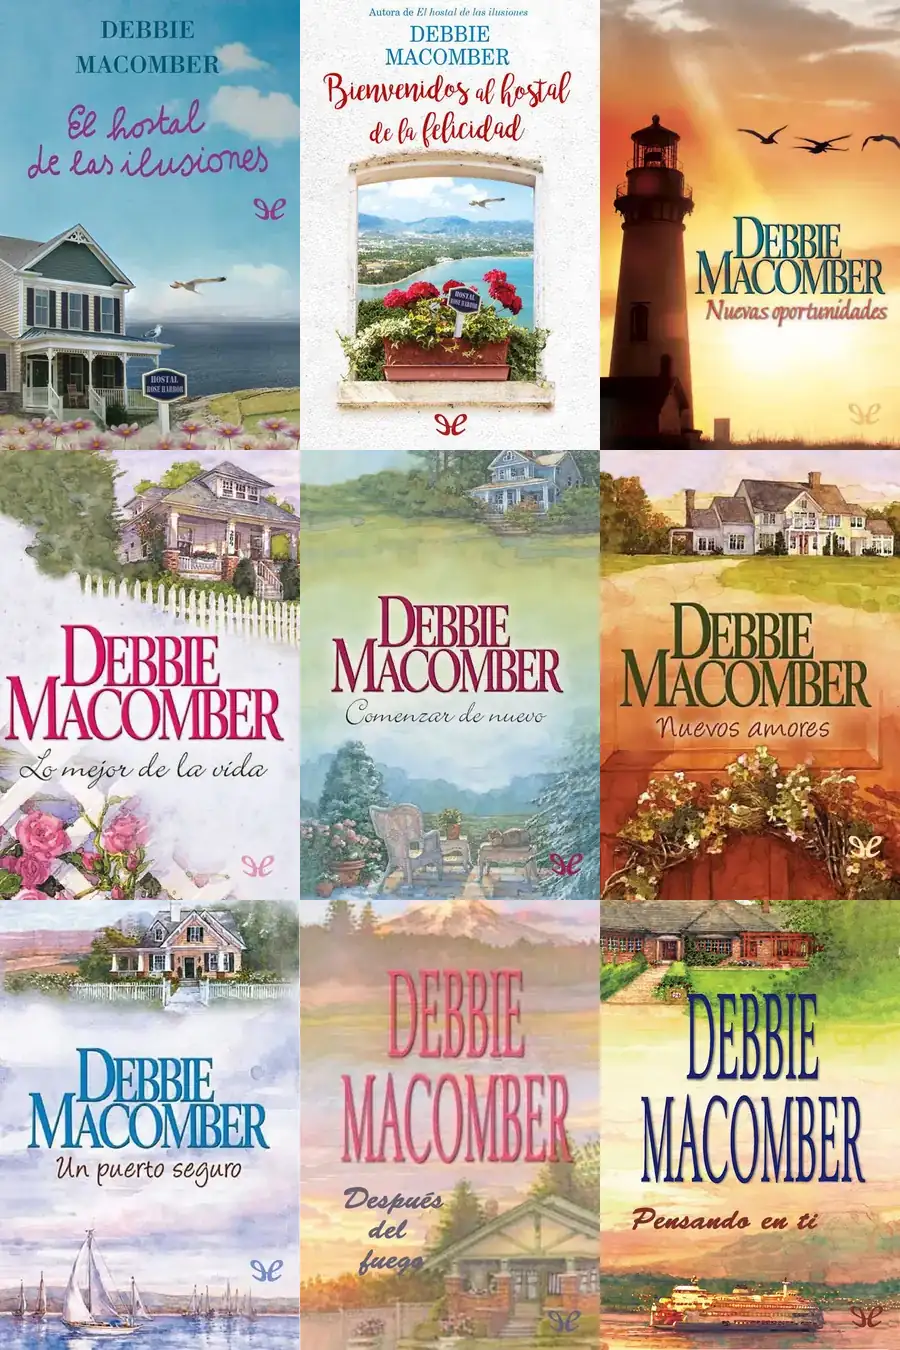 DEBBIE
MACOMBER
El hostal
de las ilusiones
HOSTAL
ROSE HARBOR
Autora de El hostal de las ilusiones
DEBBIE
MACOMBER
Bienvenidos al hostal
de la felicidad
HOSTAL
ROSE HARBOR
DEBBIE
MACOMBER
Nuevas oportunidades
DEBBIE
MACOMBER
Lo mejor de la vida
DEBBIE
MACOMBER
Comenzar de nuevo
DEBBIE
MACOMBER
Nuevos amores
DEBBIE
MACOMBER
Un puerto seguro
DEBBIE
MACOMBER
Después
del
fuego
DEBBIE
MACOMBER
Pensando en ti